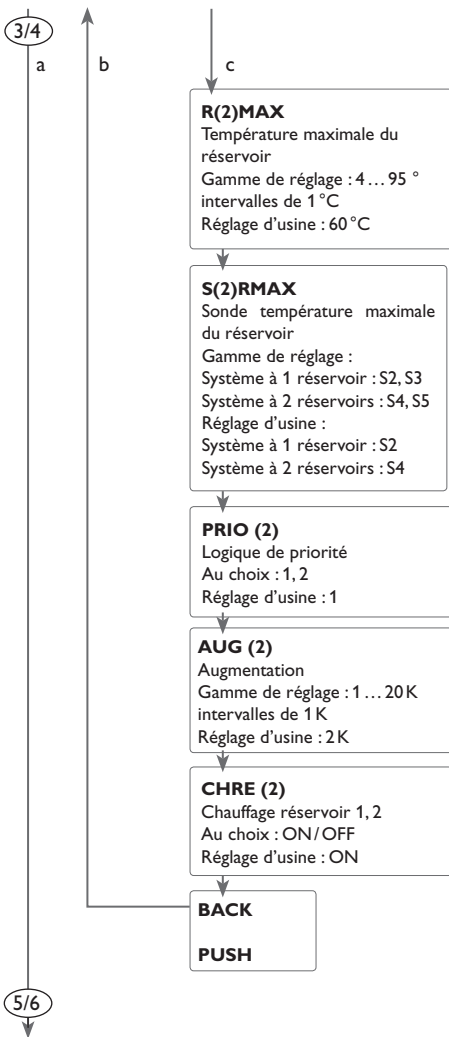 3/4
a b c
R(2)MAX
Température maximale du
réservoir
Gamme de réglage : 4 … 95 °
intervalles de 1 °C
Réglage d'usine : 60 °C
S(2)RMAX
Sonde température maximale
du réservoir
Gamme de réglage :
Système à 1 réservoir : S2, S3
Système à 2 réservoirs : S4, S5
Réglage d'usine :
Système à 1 réservoir : S2
Système à 2 réservoirs : S4
PRIO (2)
Logique de priorité
Au choix : 1, 2
Réglage d'usine : 1
AUG (2)
Augmentation
Gamme de réglage : 1 … 20 K
intervalles de 1 K
Réglage d'usine : 2 K
CHRE (2)
Chauffage réservoir 1, 2
Au choix : ON / OFF
Réglage d'usine : ON
BACK
PUSH
5/6